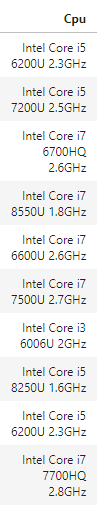 Cpu
Intel Core i5
6200U 2.3GHz
Intel Core i5
7200U 2.5GHz
Intel Core i7
6700HQ
2.6GHz
Intel Core i7
8550U 1.8GHz
Intel Core i7
6600U 2.6GHz
Intel Core i7
7500U 2.7GHz
Intel Core i3
6006U 2GHz
Intel Core i5
8250U 1.6GHz
Intel Core i5
6200U 2.3GHz
Intel Core i7
7700HQ
2.8GHz